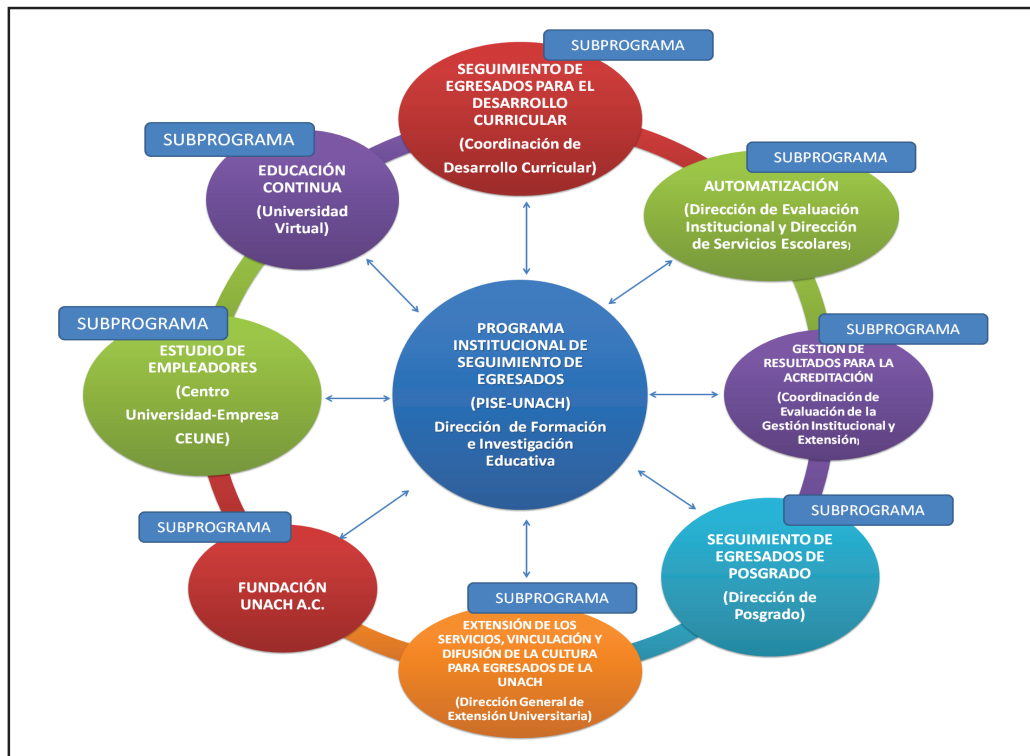 SUBPROGRAMA
SEGUIMIENTO DE
EGRESADOS PARA EL
DESARROLLO
CURRICULAR
(Coordinación de
Desarrollo Curricular)
SUBPROGRAMA
AUTOMATIZACIÓN
(Dirección de Evaluación
Institucional y Dirección
de Servicios Escolares)
SUBPROGRAMA
GESTIÓN DE
RESULTADOS PARA LA
ACREDITACIÓN
(Coordinación de
Evaluación de la
Gestión Institucional y
Extensión)
SUBPROGRAMA
SEGUIMIENTO DE
EGRESADOS DE
POSGRADO
(Dirección de
Posgrado)
SUBPROGRAMA
EXTENSIÓN DE LOS
SERVICIOS, VINCULACIÓN Y
DIFUSIÓN DE LA CULTURA
PARA EGRESADOS DE LA
UNACH
(Dirección General de
Extensión Universitaria)
SUBPROGRAMA
FUNDACIÓN
UNACH A.C.
SUBPROGRAMA
ESTUDIO DE
EMPLEADORES
(Centro
Universidad-Empresa
CEUNE)
SUBPROGRAMA
EDUCACIÓN
CONTINUA
(Universidad
Virtual)
PROGRAMA
INSTITUCIONAL DE
SEGUIMIENTO DE
EGRESADOS
(PISE-UNACH)
Dirección de Formación
e Investigación
Educativa